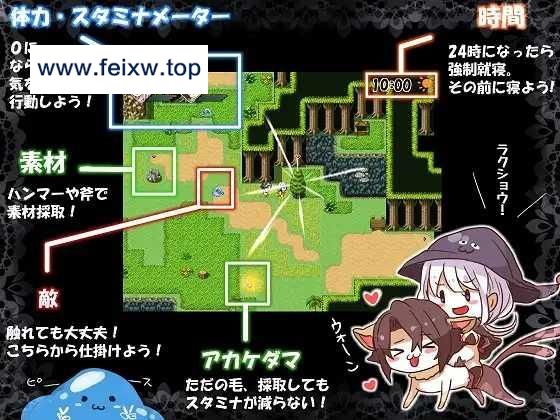 体力・スタミナメーター
0に
なら
気を
行動しよう！
www.feixw.top
時間
24時になったら
強制就寝。
その前に寝よう！
10:00
素材
ハンマーや斧で
素材採取！
敵
触れても大丈夫！
こちらから仕掛けよう！
アカケダマ
ただの毛、採取しても
スタミナが減らない！
ラクショウ！
ウォーン
ピー
ース